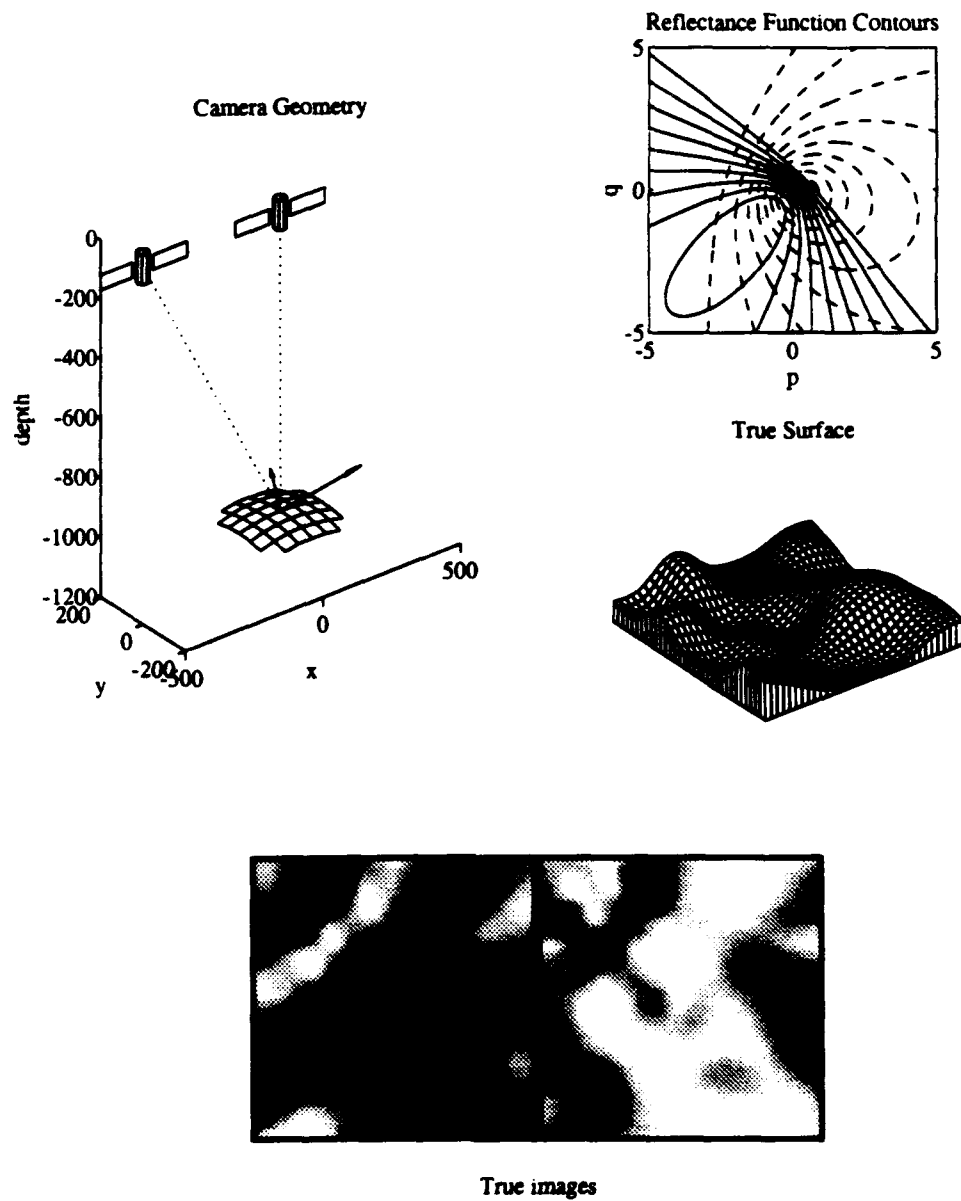 Reflectance Function Contours
5
q
0
-5
-5
0
5
p
Camera Geometry
0
-200
-400
-600
-800
-1000
-1200
depth
200
0
-200
y
-500
0
500
x
True Surface
True images